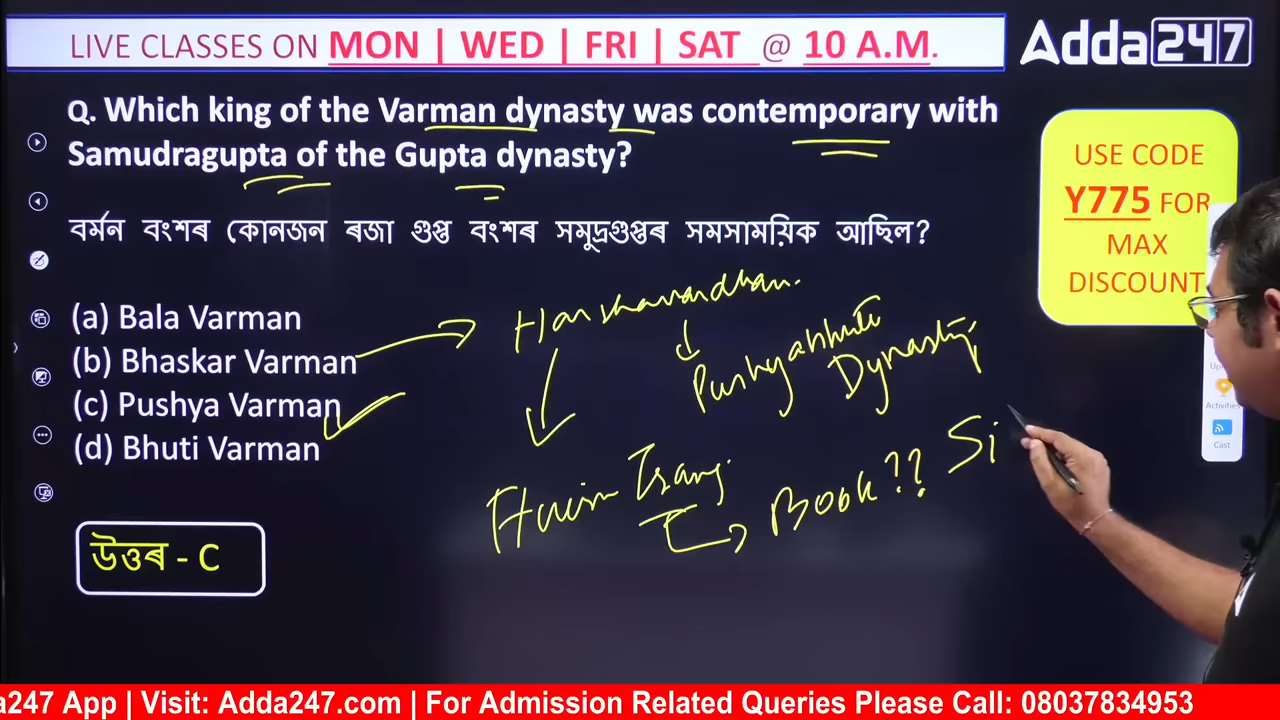 LIVE CLASSES ON MON | WED | FRI | SAT @ 10 A.M.
Adda247
Q. Which king of the Varman dynasty was contemporary with
Samudragupta of the Gupta dynasty?
বৰ্মন বংশৰ কোনজন ৰজা গুপ্ত বংশৰ সমুদ্ৰগুপ্তৰ সমসাময়িক আছিল?
USE CODE
Y775 FOR
MAX
DISCOUNT
(a) Bala Varman
(b) Bhaskar Varman
(c) Pushya Varman
(d) Bhuti Varman
Harshavardhan.
Pushyabhuti
Dynasty
Huein Tsang
Book?? Si
উত্তৰ - C
Activities
Cast
a247 App | Visit: Adda247.com | For Admission Related Queries Please Call: 08037834953